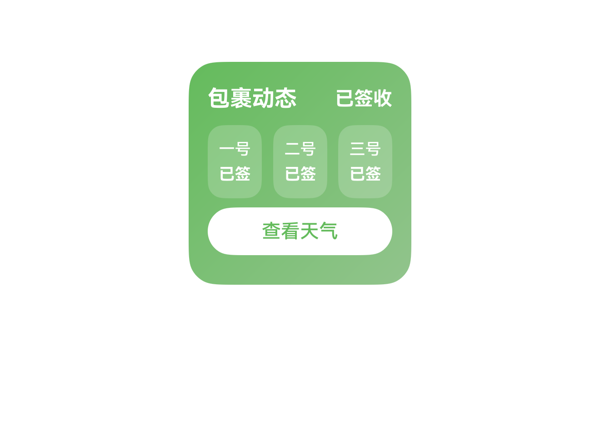 包裹动态 已签收
一号 二号 三号
已签 已签 已签
查看天气